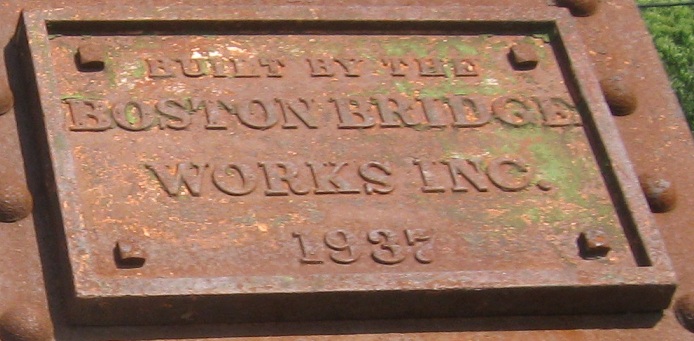 BUILT BY THE
BOSTON BRIDGE
WORKS INC.
1937